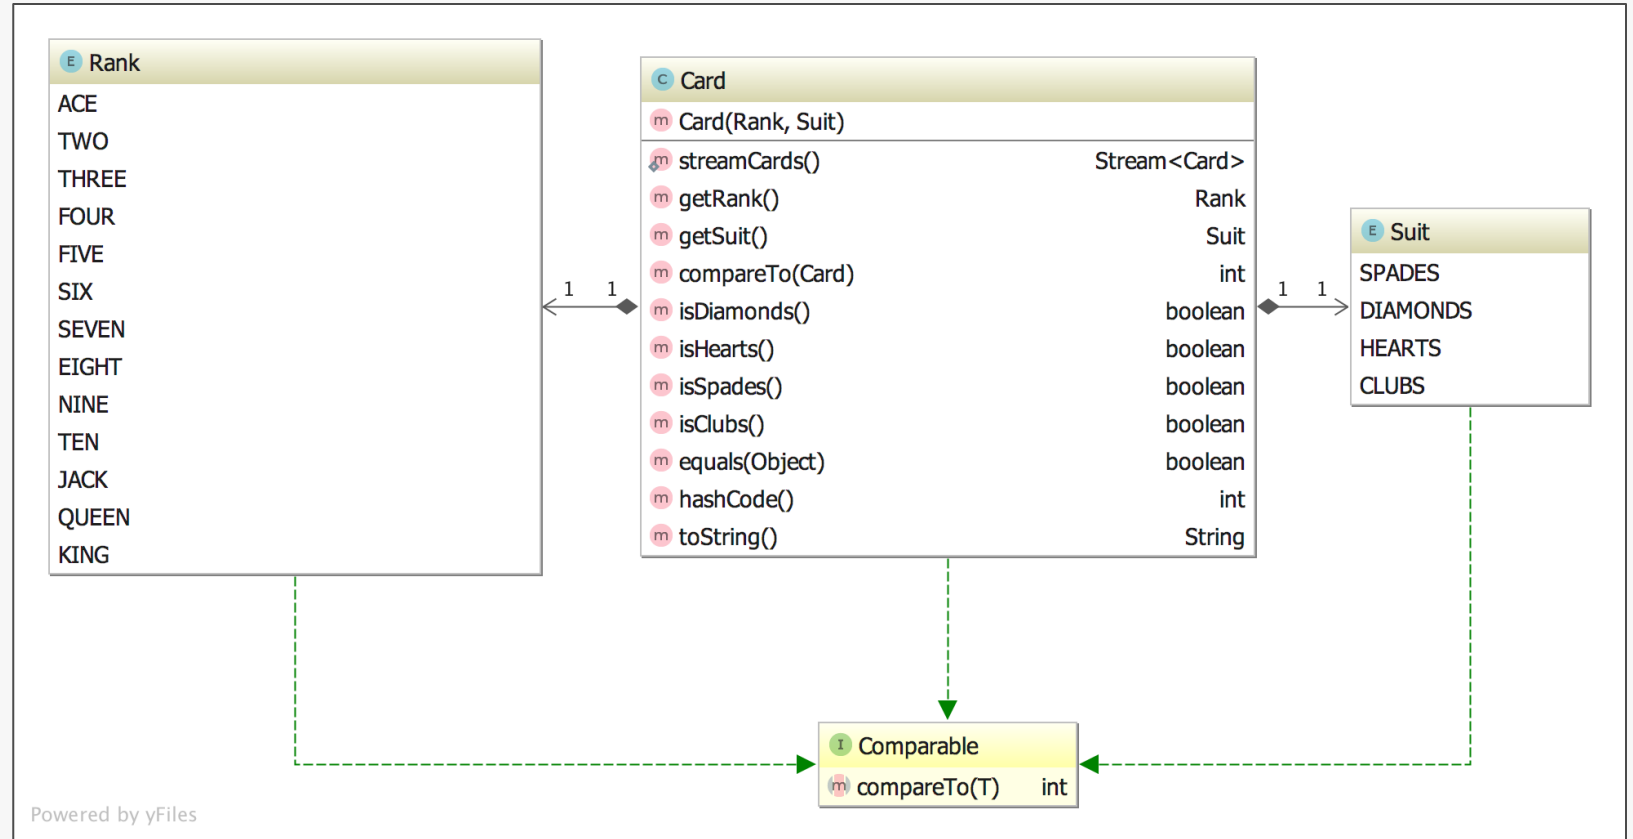 E Rank
ACE
TWO
THREE
FOUR
FIVE
SIX
SEVEN
EIGHT
NINE
TEN
JACK
QUEEN
KING
1 1
C Card
m Card(Rank, Suit)
m streamCards() Stream<Card>
m getRank() Rank
m getSuit() Suit
m compareTo(Card) int
m isDiamonds() boolean
m isHearts() boolean
m isSpades() boolean
m isClubs() boolean
m equals(Object) boolean
m hashCode() int
m toString() String
1 1
E Suit
SPADES
DIAMONDS
HEARTS
CLUBS
I Comparable
m compareTo(T) int
Powered by yFiles